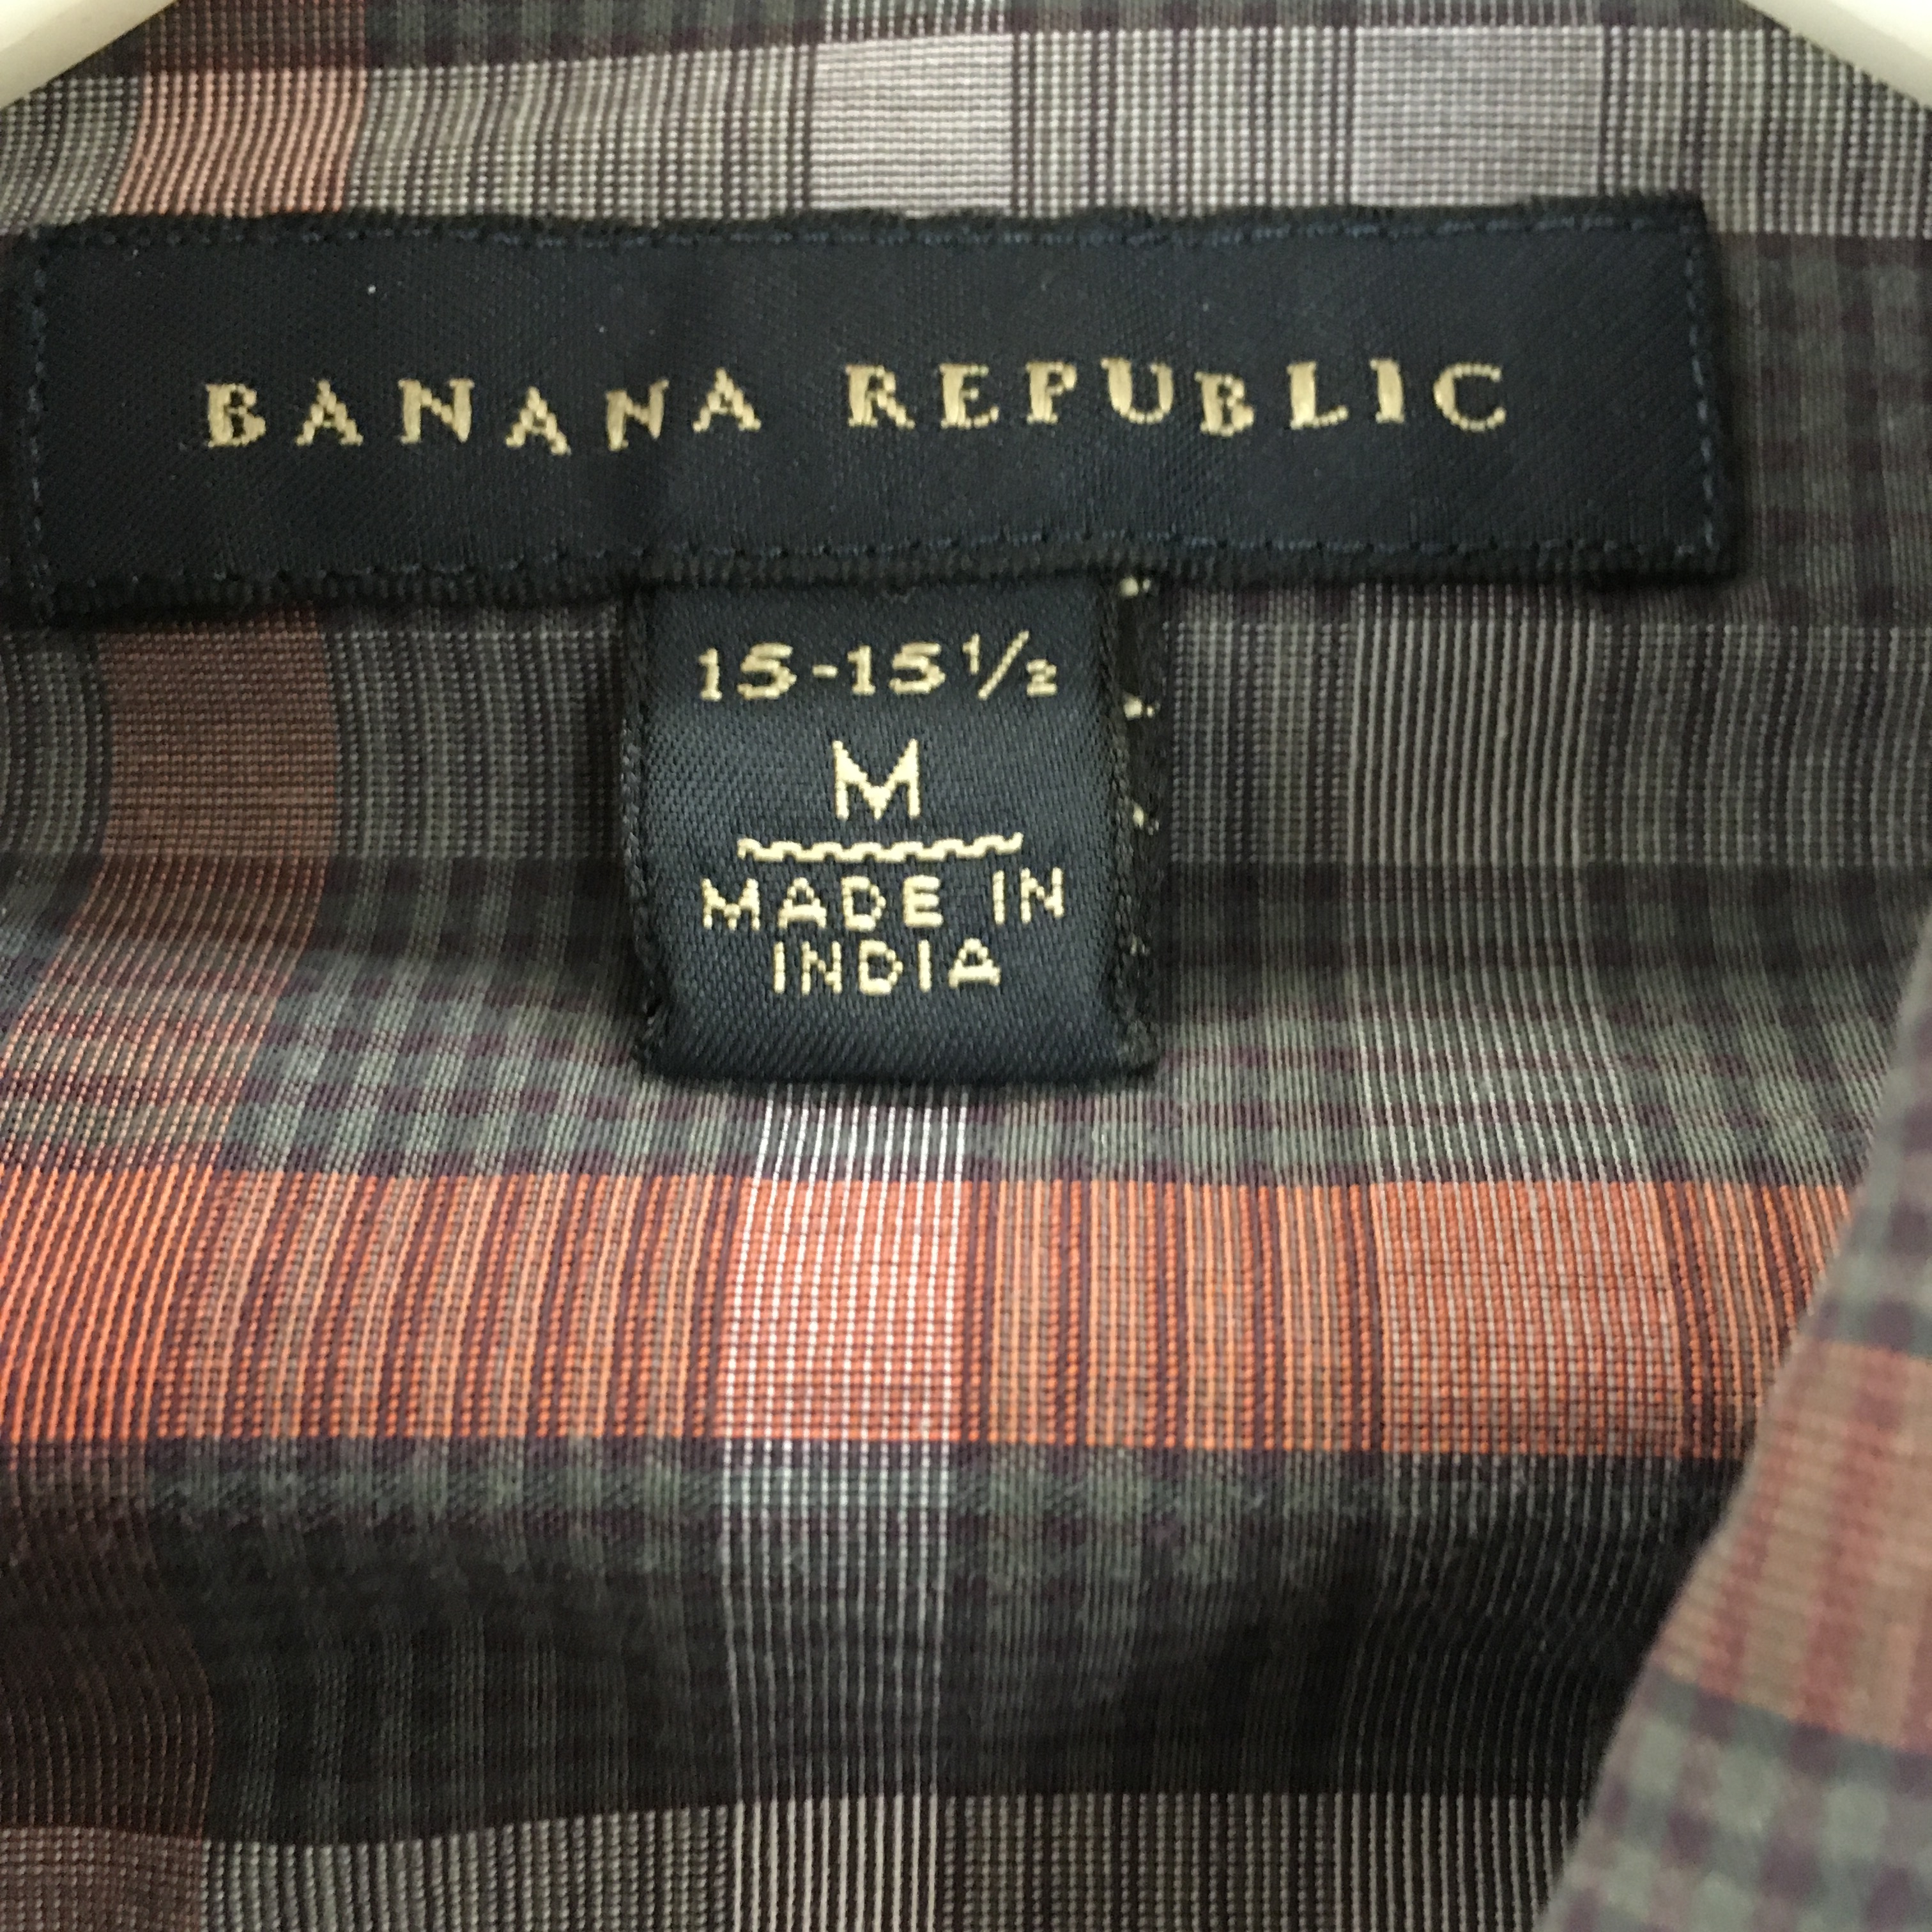 BANANA REPUBLIC
15-15½
M
MADE IN
INDIA